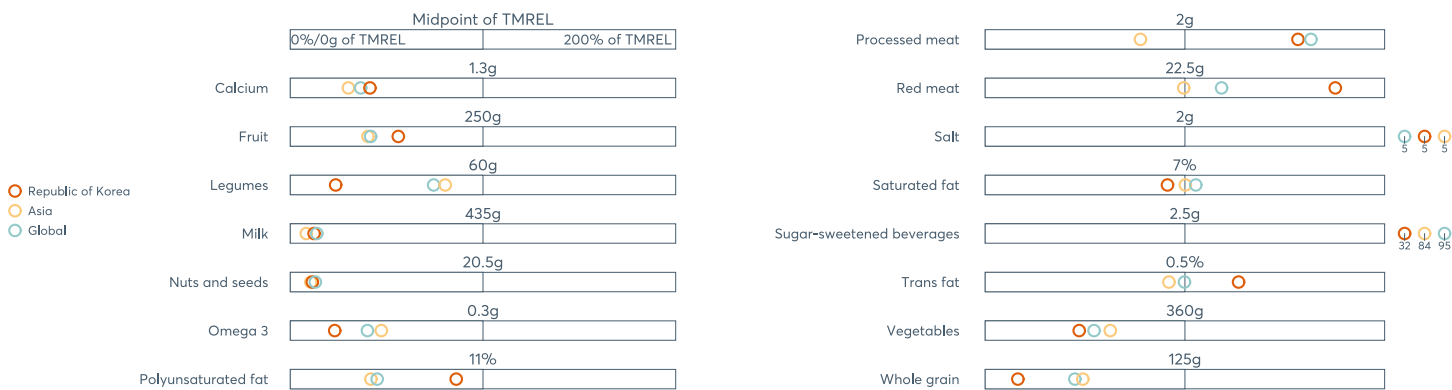 Midpoint of TMREL
0%/0g of TMREL 200% of TMREL
1.3g
Calcium
250g
Fruit
60g
Legumes
435g
Milk
20.5g
Nuts and seeds
0.3g
Omega 3
11%
Polyunsaturated fat
Republic of Korea
Asia
Global
2g
Processed meat
22.5g
Red meat
2g
Salt
5 5 5
7%
Saturated fat
2.5g
Sugar-sweetened beverages
32 84 95
0.5%
Trans fat
360g
Vegetables
125g
Whole grain